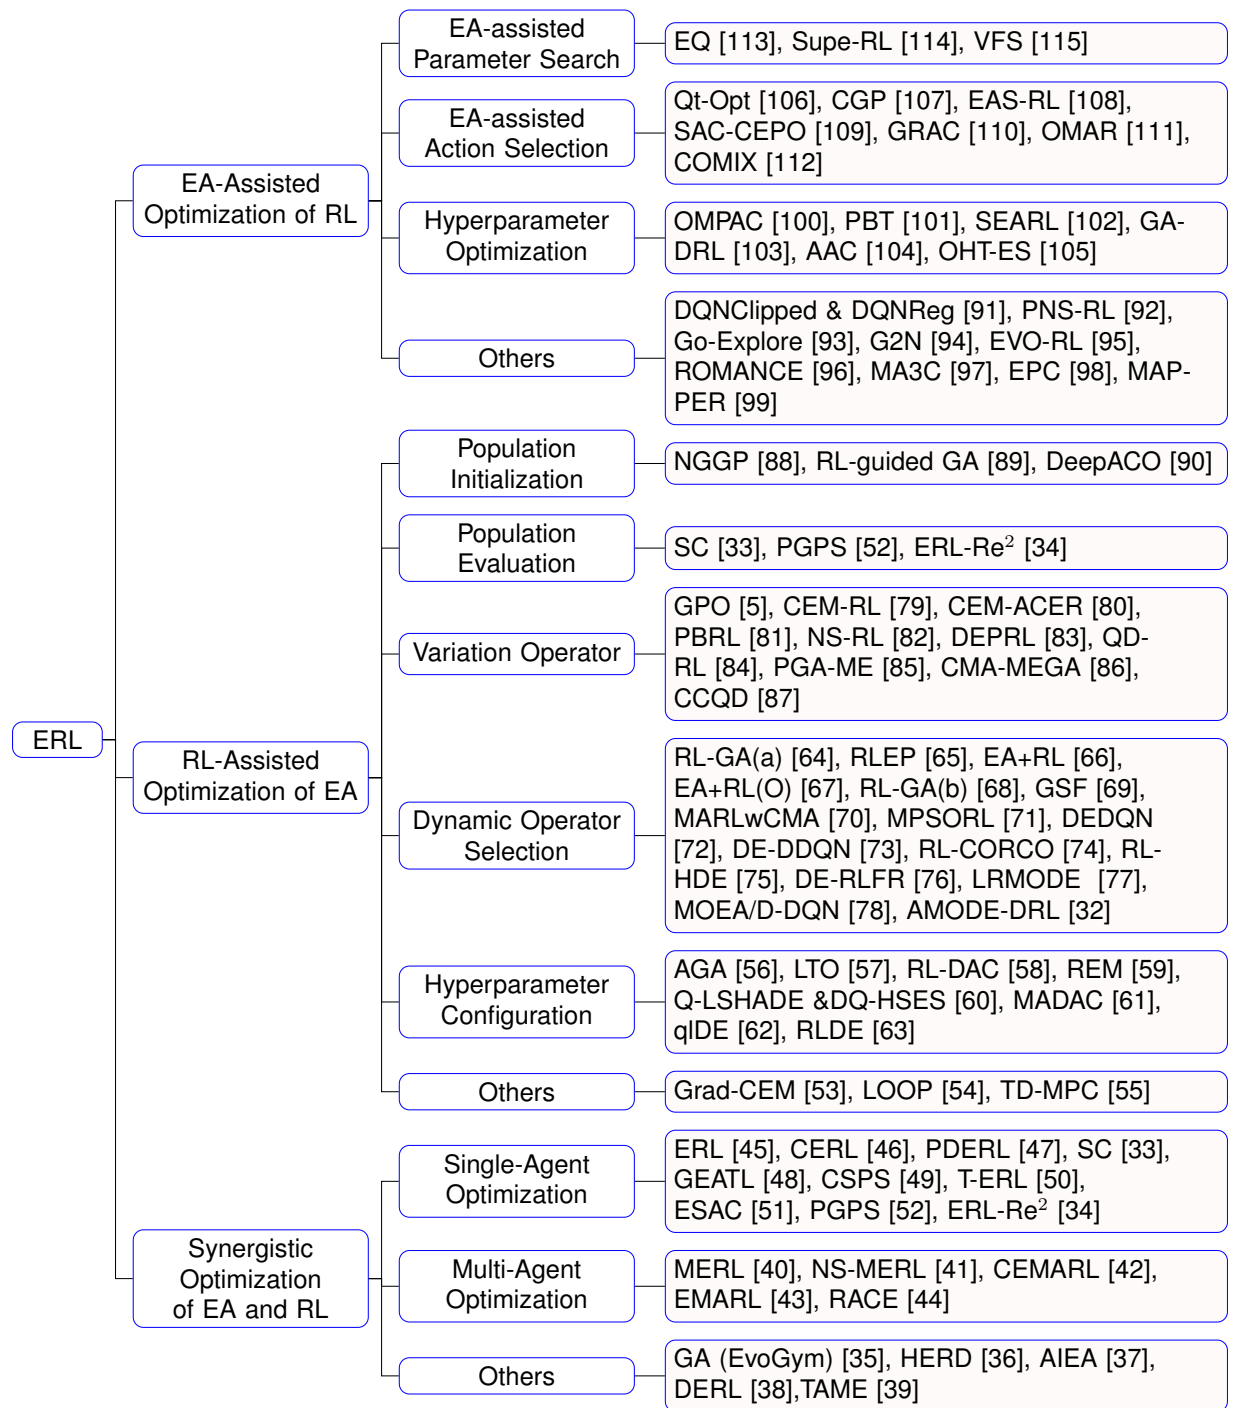 ERL
EA-Assisted
Optimization of RL
EA-assisted
Parameter Search
EQ [113], Supe-RL [114], VFS [115]
EA-assisted
Action Selection
Qt-Opt [106], CGP [107], EAS-RL [108],
SAC-CEPO [109], GRAC [110], OMAR [111],
COMIX [112]
Hyperparameter
Optimization
OMPAC [100], PBT [101], SEARL [102], GA-
DRL [103], AAC [104], OHT-ES [105]
Others
DQNClipped & DQNReg [91], PNS-RL [92],
Go-Explore [93], G2N [94], EVO-RL [95],
ROMANCE [96], MA3C [97], EPC [98], MAP-
PER [99]
RL-Assisted
Optimization of EA
Population
Initialization
NGGP [88], RL-guided GA [89], DeepACO [90]
Population
Evaluation
SC [33], PGPS [52], ERL-Re² [34]
Variation Operator
GPO [5], CEM-RL [79], CEM-ACER [80],
PBRL [81], NS-RL [82], DEPRL [83], QD-
RL [84], PGA-ME [85], CMA-MEGA [86],
CCQD [87]
Dynamic Operator
Selection
RL-GA(a) [64], RLEP [65], EA+RL [66],
EA+RL(O) [67], RL-GA(b) [68], GSF [69],
MARLwCMA [70], MPSORL [71], DEDQN
[72], DE-DDQN [73], RL-CORCO [74], RL-
HDE [75], DE-RLFR [76], LRMODE [77],
MOEA/D-DQN [78], AMODE-DRL [32]
Hyperparameter
Configuration
AGA [56], LTO [57], RL-DAC [58], REM [59],
Q-LSHADE &DQ-HSES [60], MADAC [61],
qlDE [62], RLDE [63]
Others
Grad-CEM [53], LOOP [54], TD-MPC [55]
Synergistic
Optimization
of EA and RL
Single-Agent
Optimization
ERL [45], CERL [46], PDERL [47], SC [33],
GEATL [48], CSPS [49], T-ERL [50],
ESAC [51], PGPS [52], ERL-Re² [34]
Multi-Agent
Optimization
MERL [40], NS-MERL [41], CEMARL [42],
EMARL [43], RACE [44]
Others
GA (EvoGym) [35], HERD [36], AIEA [37],
DERL [38],TAME [39]